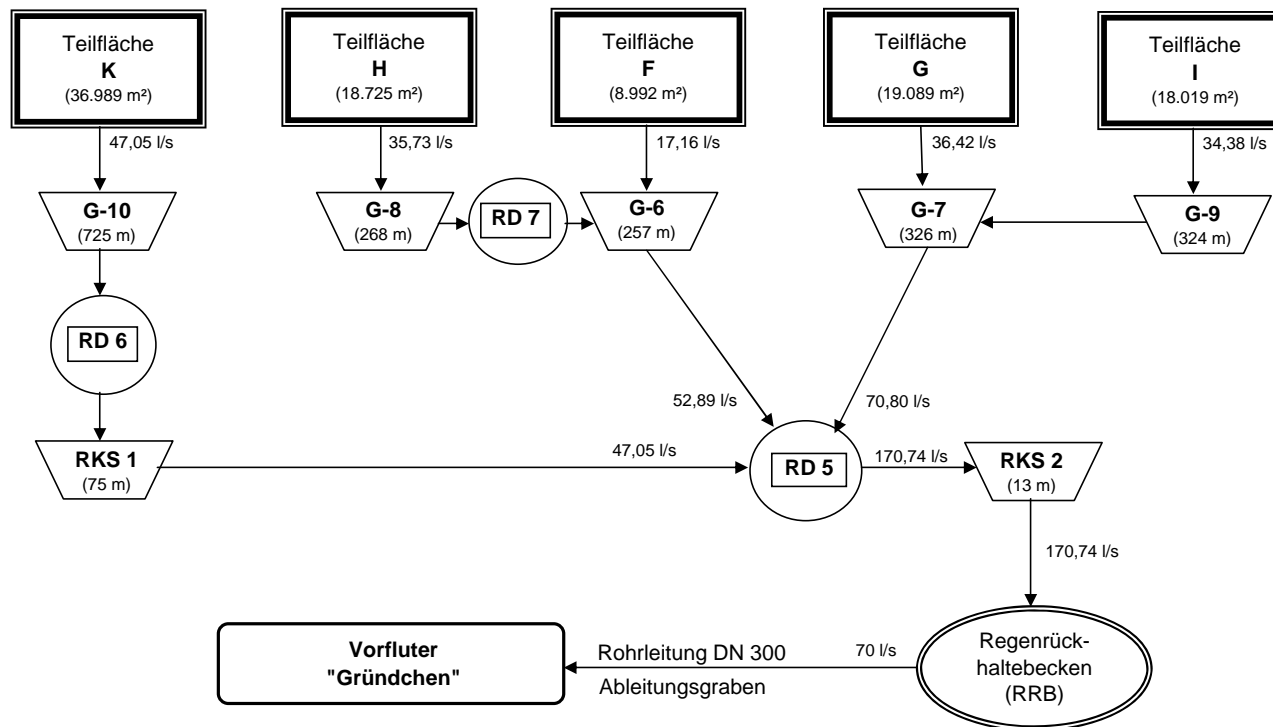 Teilfläche
K
(36.989 m²)
Teilfläche
H
(18.725 m²)
Teilfläche
F
(8.992 m²)
Teilfläche
G
(19.089 m²)
Teilfläche
I
(18.019 m²)
47,05 l/s
35,73 l/s
17,16 l/s
36,42 l/s
34,38 l/s
G-10
(725 m)
G-8
(268 m)
RD 7
G-6
(257 m)
G-7
(326 m)
G-9
(324 m)
RD 6
52,89 l/s
70,80 l/s
RKS 1
(75 m)
47,05 l/s
RD 5
170,74 l/s
RKS 2
(13 m)
170,74 l/s
Vorfluter
"Gründchen"
Rohrleitung DN 300
Ableitungsgraben
70 l/s
Regenrück-
haltebecken
(RRB)